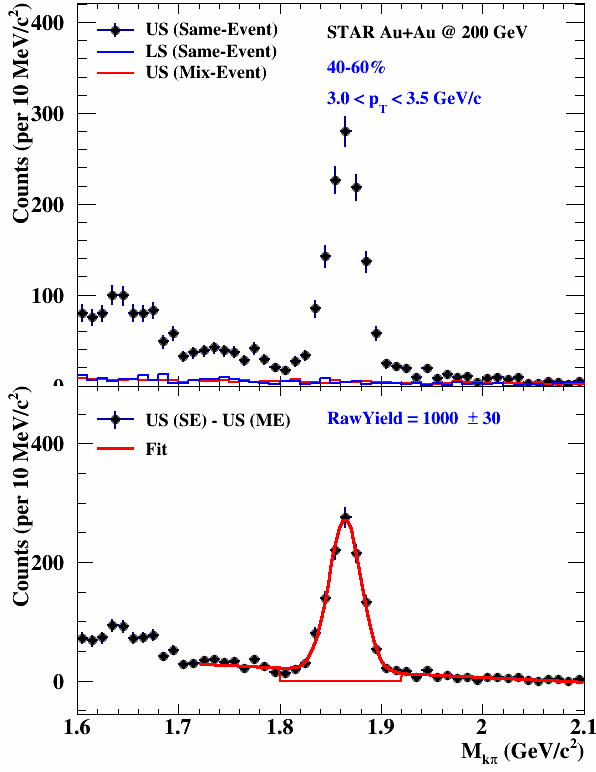 US (Same-Event)
LS (Same-Event)
US (Mix-Event)
STAR Au+Au @ 200 GeV
40-60%
3.0 < pT < 3.5 GeV/c
Counts (per 10 MeV/c²)
400
300
200
100
0
US (SE) - US (ME)
Fit
RawYield = 1000 ± 30
Counts (per 10 MeV/c²)
400
200
0
1.6 1.7 1.8 1.9 2 2.1
Mkπ (GeV/c²)